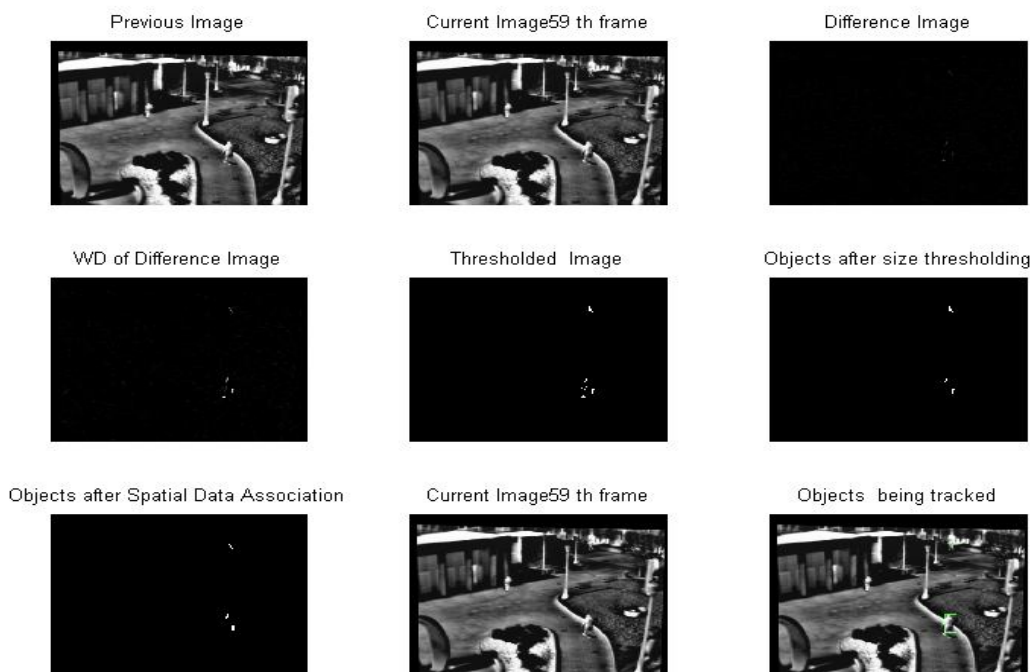 Previous Image
Current Image59 th frame
Difference Image
WD of Difference Image
Thresholded  Image
Objects after size thresholding
Objects after Spatial Data Association
Current Image59 th frame
Objects  being tracked